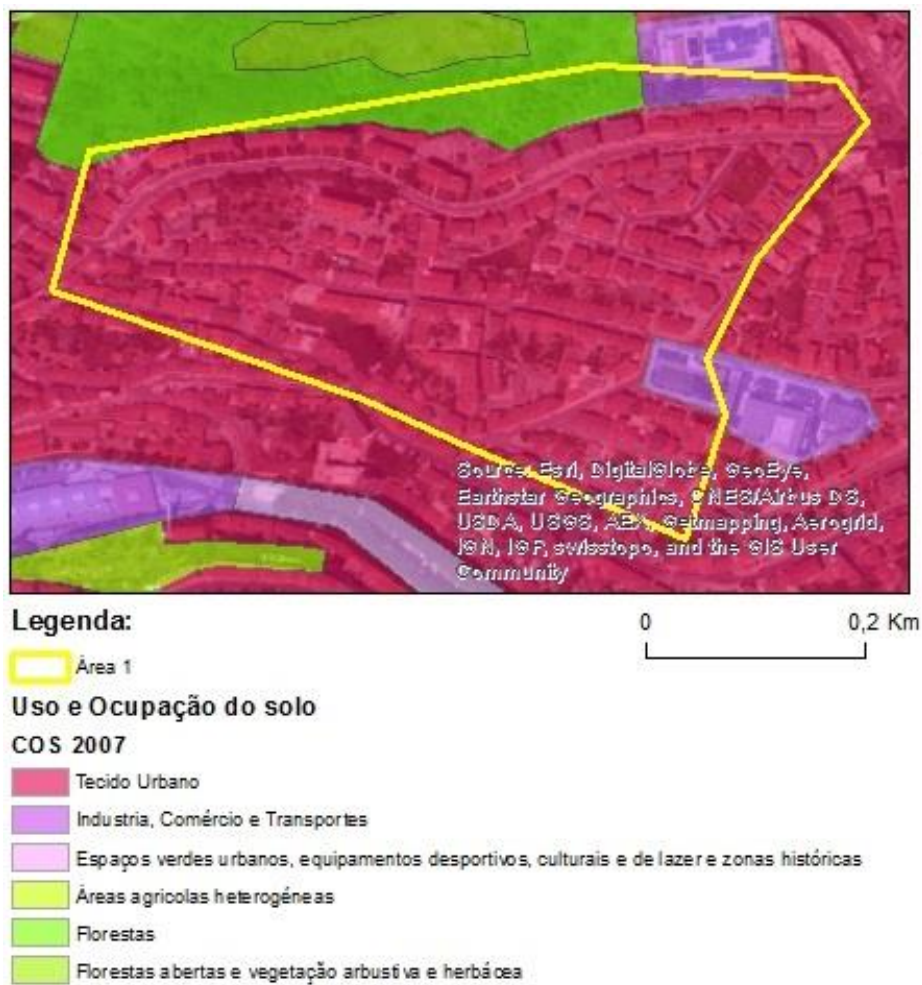 Source: Esri, DigitalGlobe, GeoEye,
Earthstar Geographics, CNES/Airbus DS,
USDA, USGS, AEX, Getmapping, Aerogrid,
IGN, IGP, swisstopo, and the GIS User
Community
Legenda:
0 0,2 Km
Área 1
Uso e Ocupação do solo
COS 2007
Tecido Urbano
Industria, Comércio e Transportes
Espaços verdes urbanos, equipamentos desportivos, culturais e de lazer e zonas históricas
Áreas agricolas heterogéneas
Florestas
Florestas abertas e vegetação arbustiva e herbácea